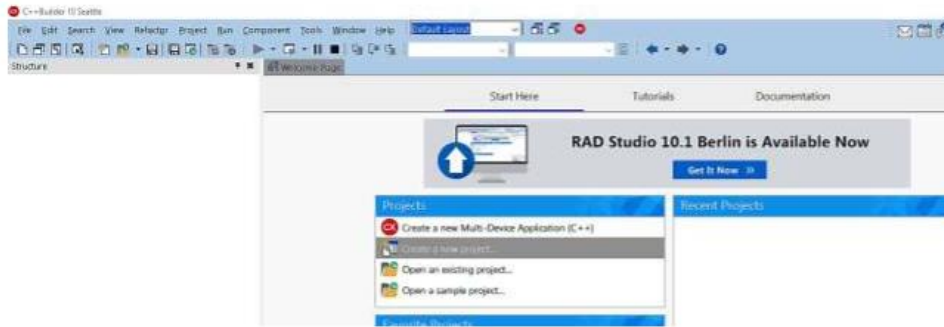 C++Builder 10 Seattle
File Edit Search View Refactor Project Run Component Tools Window Help Default Layout
Structure
Welcome Page
Start Here Tutorials Documentation
RAD Studio 10.1 Berlin is Available Now
Get It Now »
Projects
Create a new Multi-Device Application (C++)
Create a new project...
Open an existing project...
Open a sample project...
Recent Projects
Favorite Projects